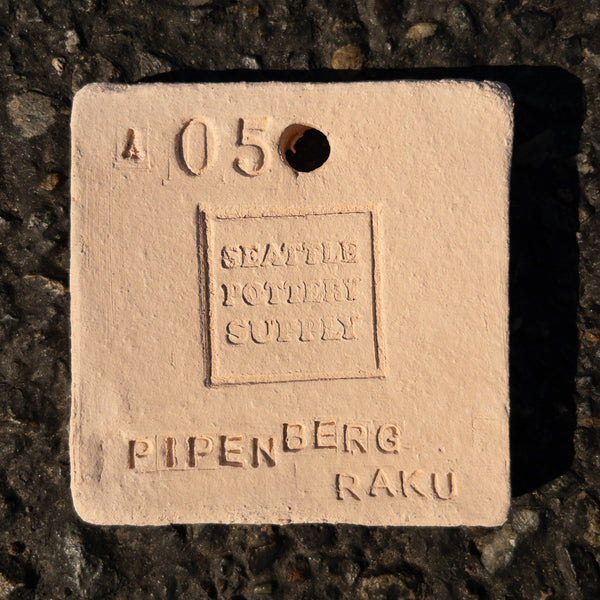 ▲ 05
SEATTLE
POTTERY
SUPPLY
PIPENBERG
RAKU